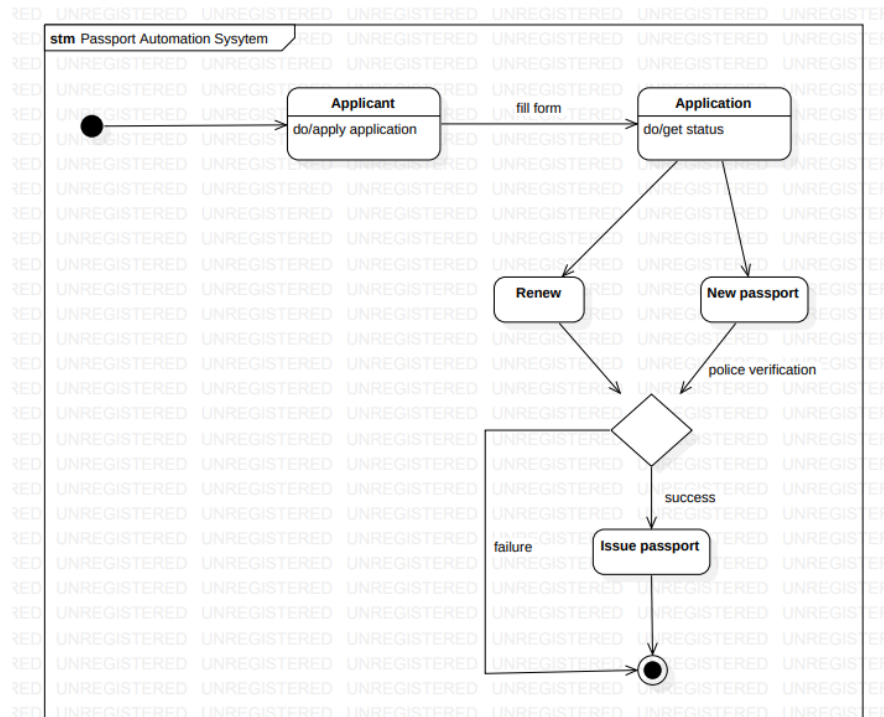 stm Passport Automation Sysytem
Applicant
do/apply application
fill form
Application
do/get status
Renew
New passport
police verification
success
failure
Issue passport
UNREGISTERED